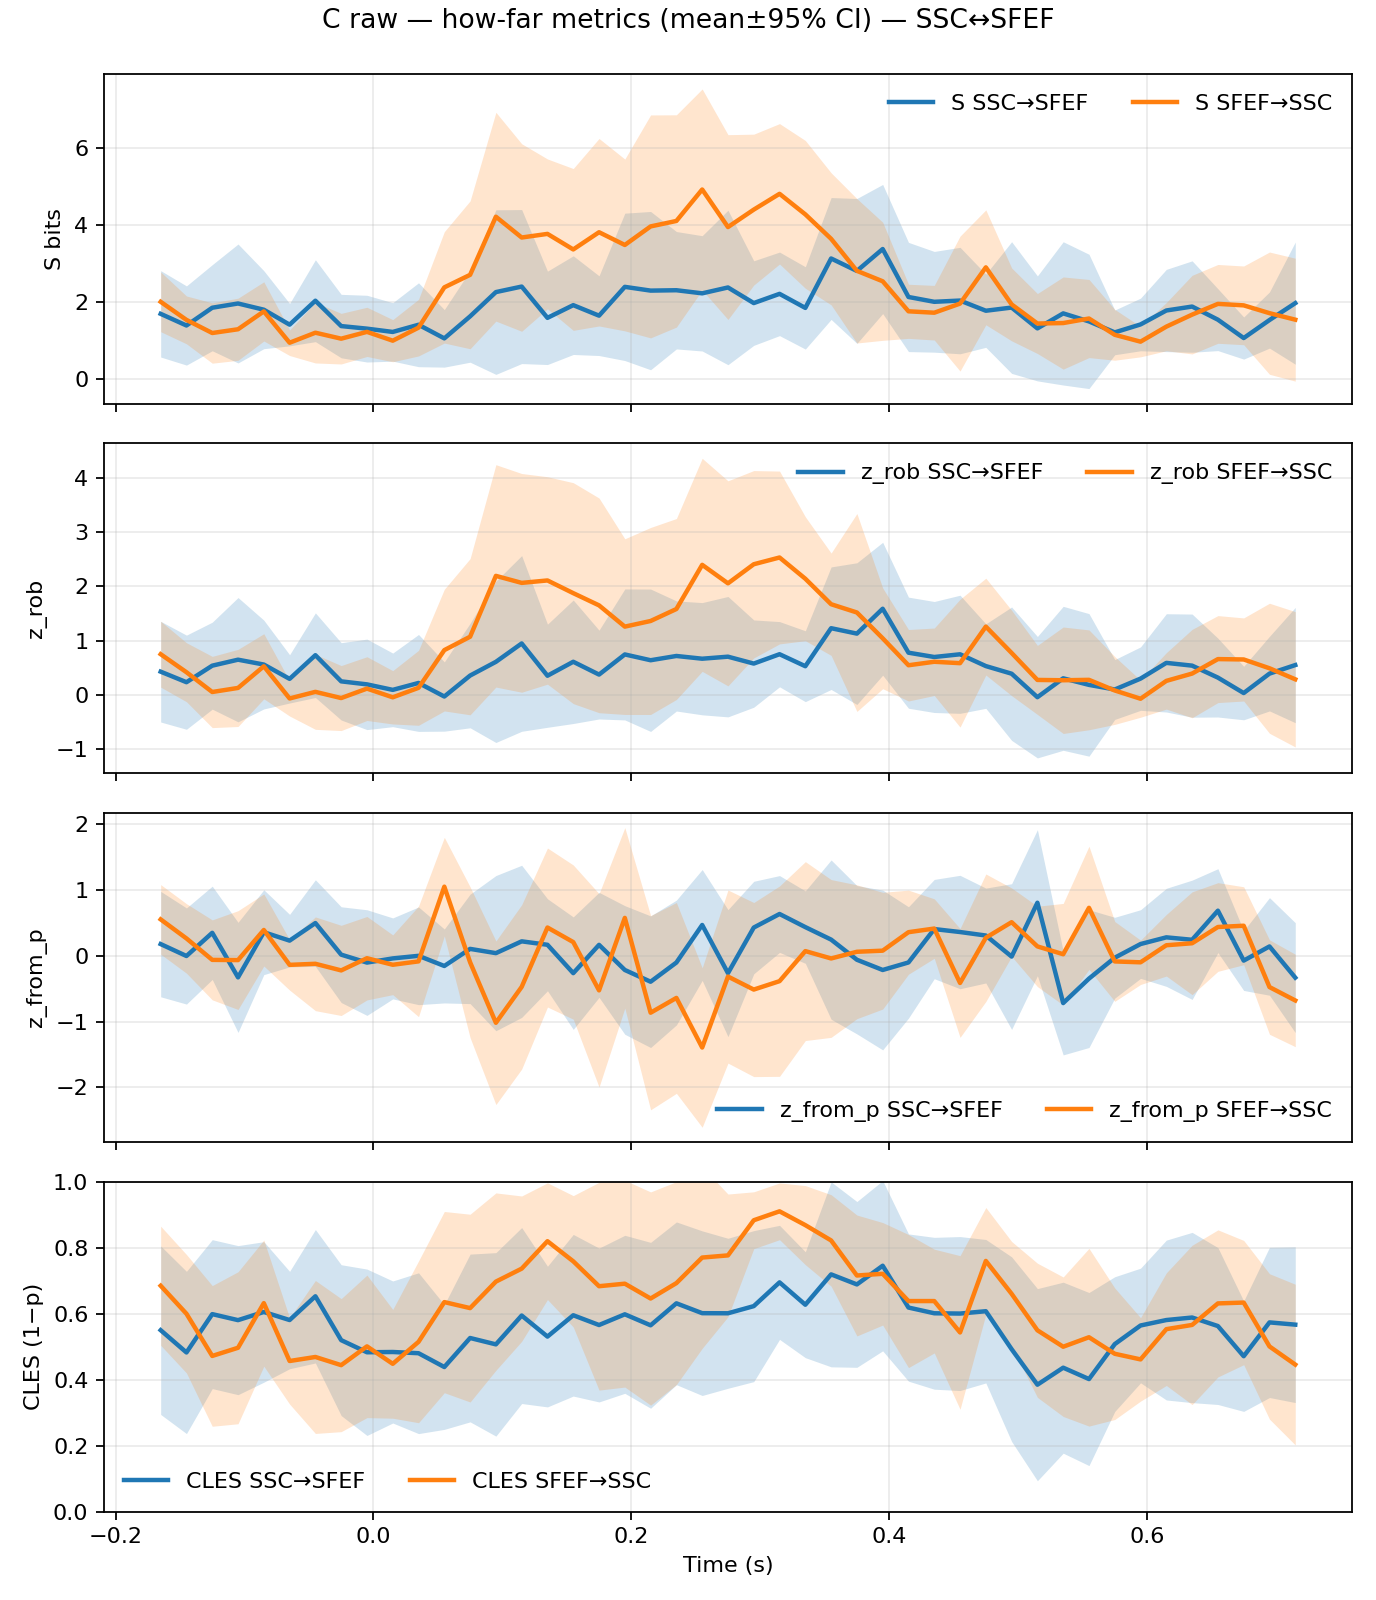 C raw — how-far metrics (mean±95% CI) — SSC↔SFEF
S SSC→SFEF S SFEF→SSC
6
4
2
0
S bits
z_rob SSC→SFEF z_rob SFEF→SSC
4
3
2
1
0
−1
z_rob
2
1
0
−1
−2
z_from_p
z_from_p SSC→SFEF z_from_p SFEF→SSC
1.0
0.8
0.6
0.4
0.2
0.0
CLES (1−p)
CLES SSC→SFEF CLES SFEF→SSC
−0.2 0.0 0.2 0.4 0.6
Time (s)